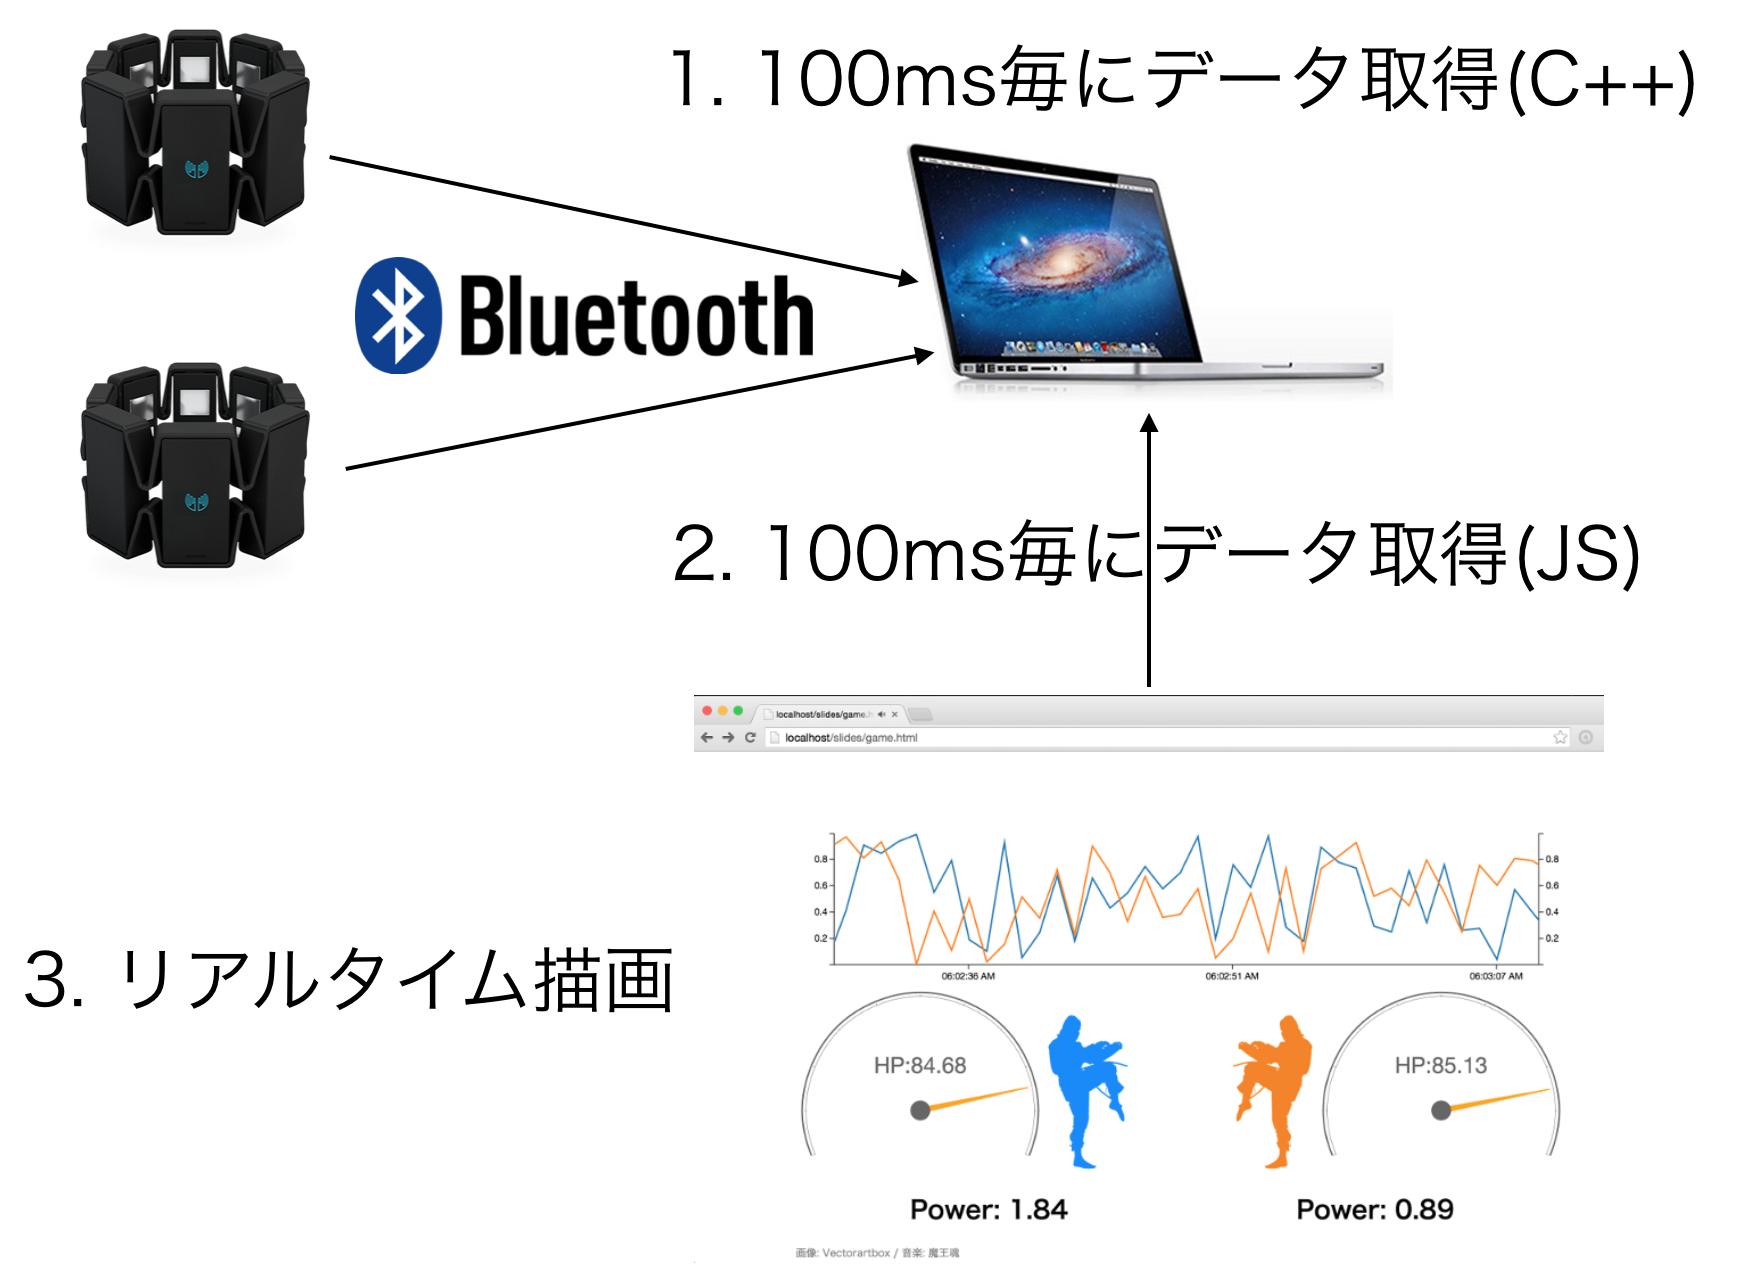 1. 100ms毎にデータ取得(C++)
Bluetooth
2. 100ms毎にデータ取得(JS)
localhost/slides/game.h
localhost/slides/game.html
3. リアルタイム描画
0.8
0.6
0.4
0.2
0.8
0.6
0.4
0.2
06:02:36 AM 06:02:51 AM 06:03:07 AM
HP:84.68 HP:85.13
Power: 1.84 Power: 0.89
画像: Vectorartbox / 音楽: 魔王魂